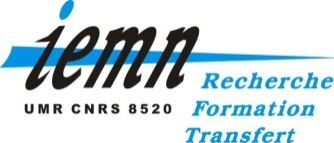 iemn
UMR CNRS 8520
Recherche
Formation
Transfert